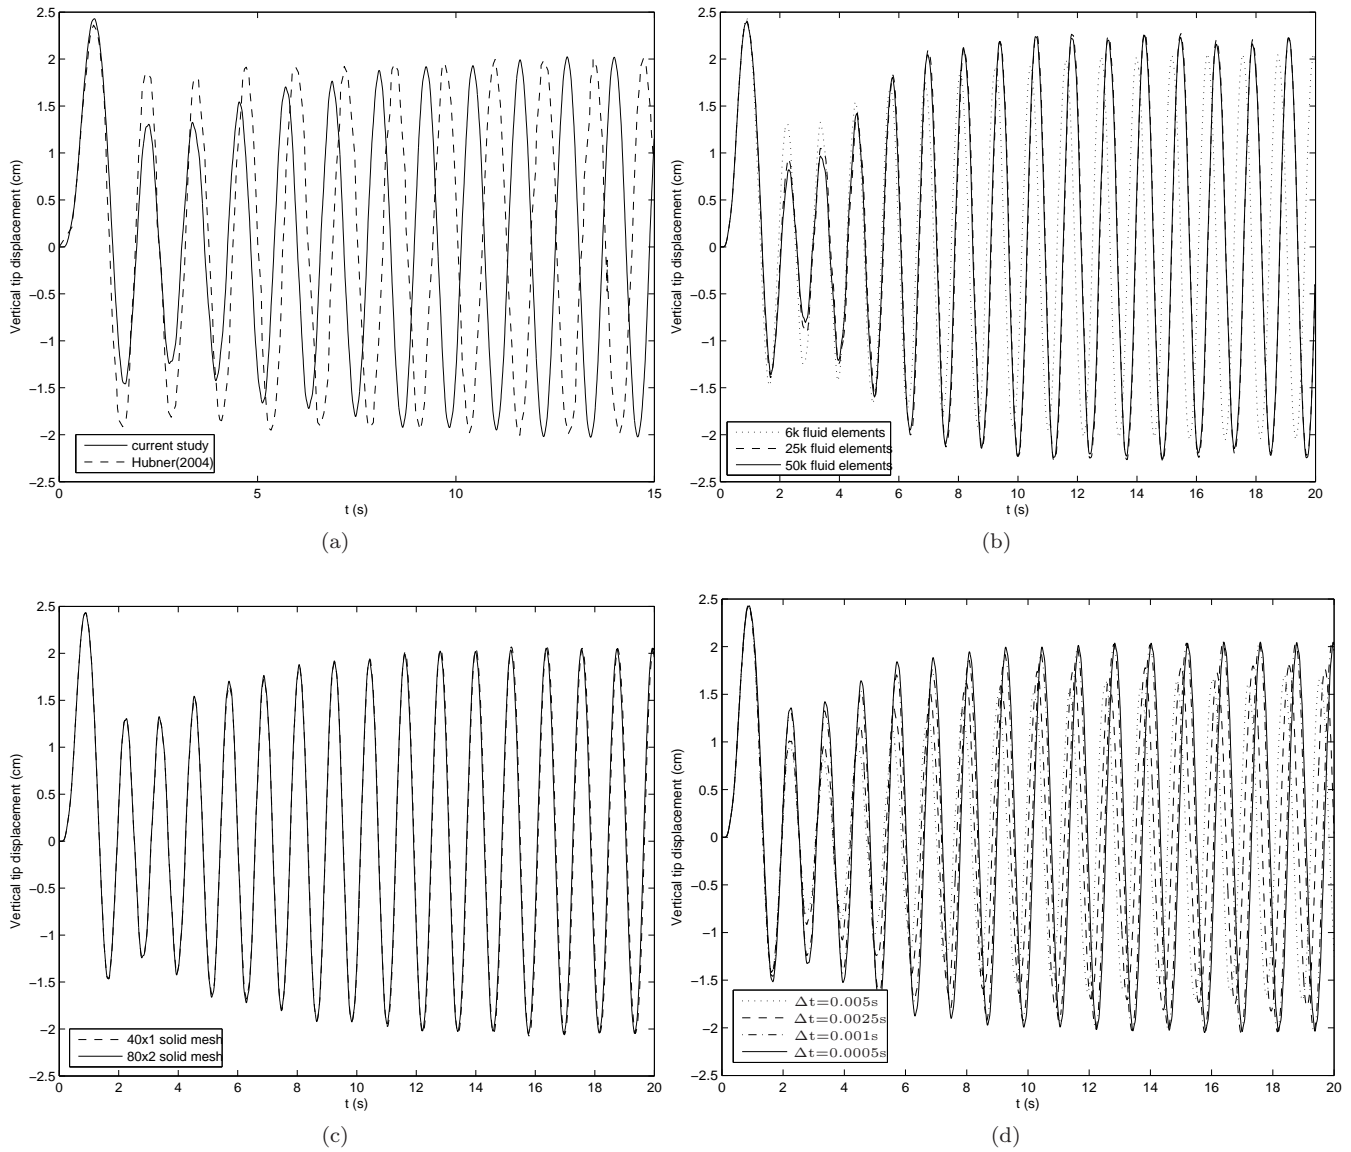 2.5
2
1.5
1
0.5
0
−0.5
−1
−1.5
−2
−2.5
Vertical tip displacement (cm)
current study
Hubner(2004)
0 5 10 15
t (s)
(a)
2.5
2
1.5
1
0.5
0
−0.5
−1
−1.5
−2
−2.5
Vertical tip displacement (cm)
6k fluid elements
25k fluid elements
50k fluid elements
0 2 4 6 8 10 12 14 16 18 20
t (s)
(b)
2.5
2
1.5
1
0.5
0
−0.5
−1
−1.5
−2
−2.5
Vertical tip displacement (cm)
40x1 solid mesh
80x2 solid mesh
0 2 4 6 8 10 12 14 16 18 20
t (s)
(c)
2.5
2
1.5
1
0.5
0
−0.5
−1
−1.5
−2
−2.5
Vertical tip displacement (cm)
Δt=0.005s
Δt=0.0025s
Δt=0.001s
Δt=0.0005s
0 2 4 6 8 10 12 14 16 18 20
t (s)
(d)